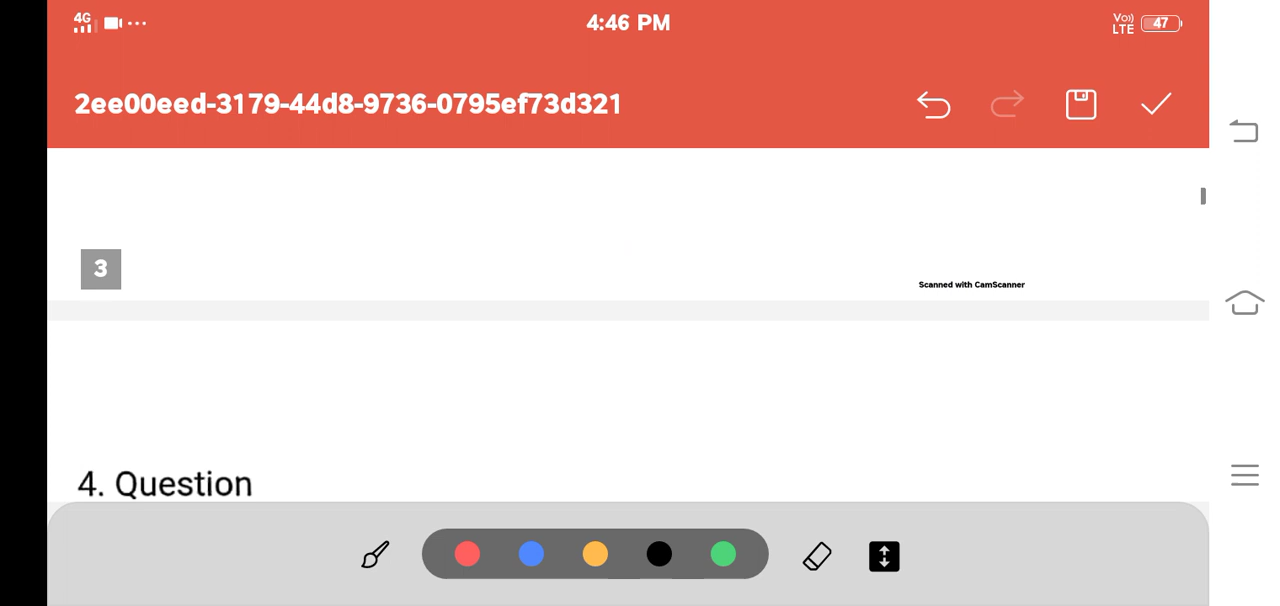 4G
4:46 PM
Vo))
LTE
47
2ee00eed-3179-44d8-9736-0795ef73d321
3
Scanned with CamScanner
4. Question